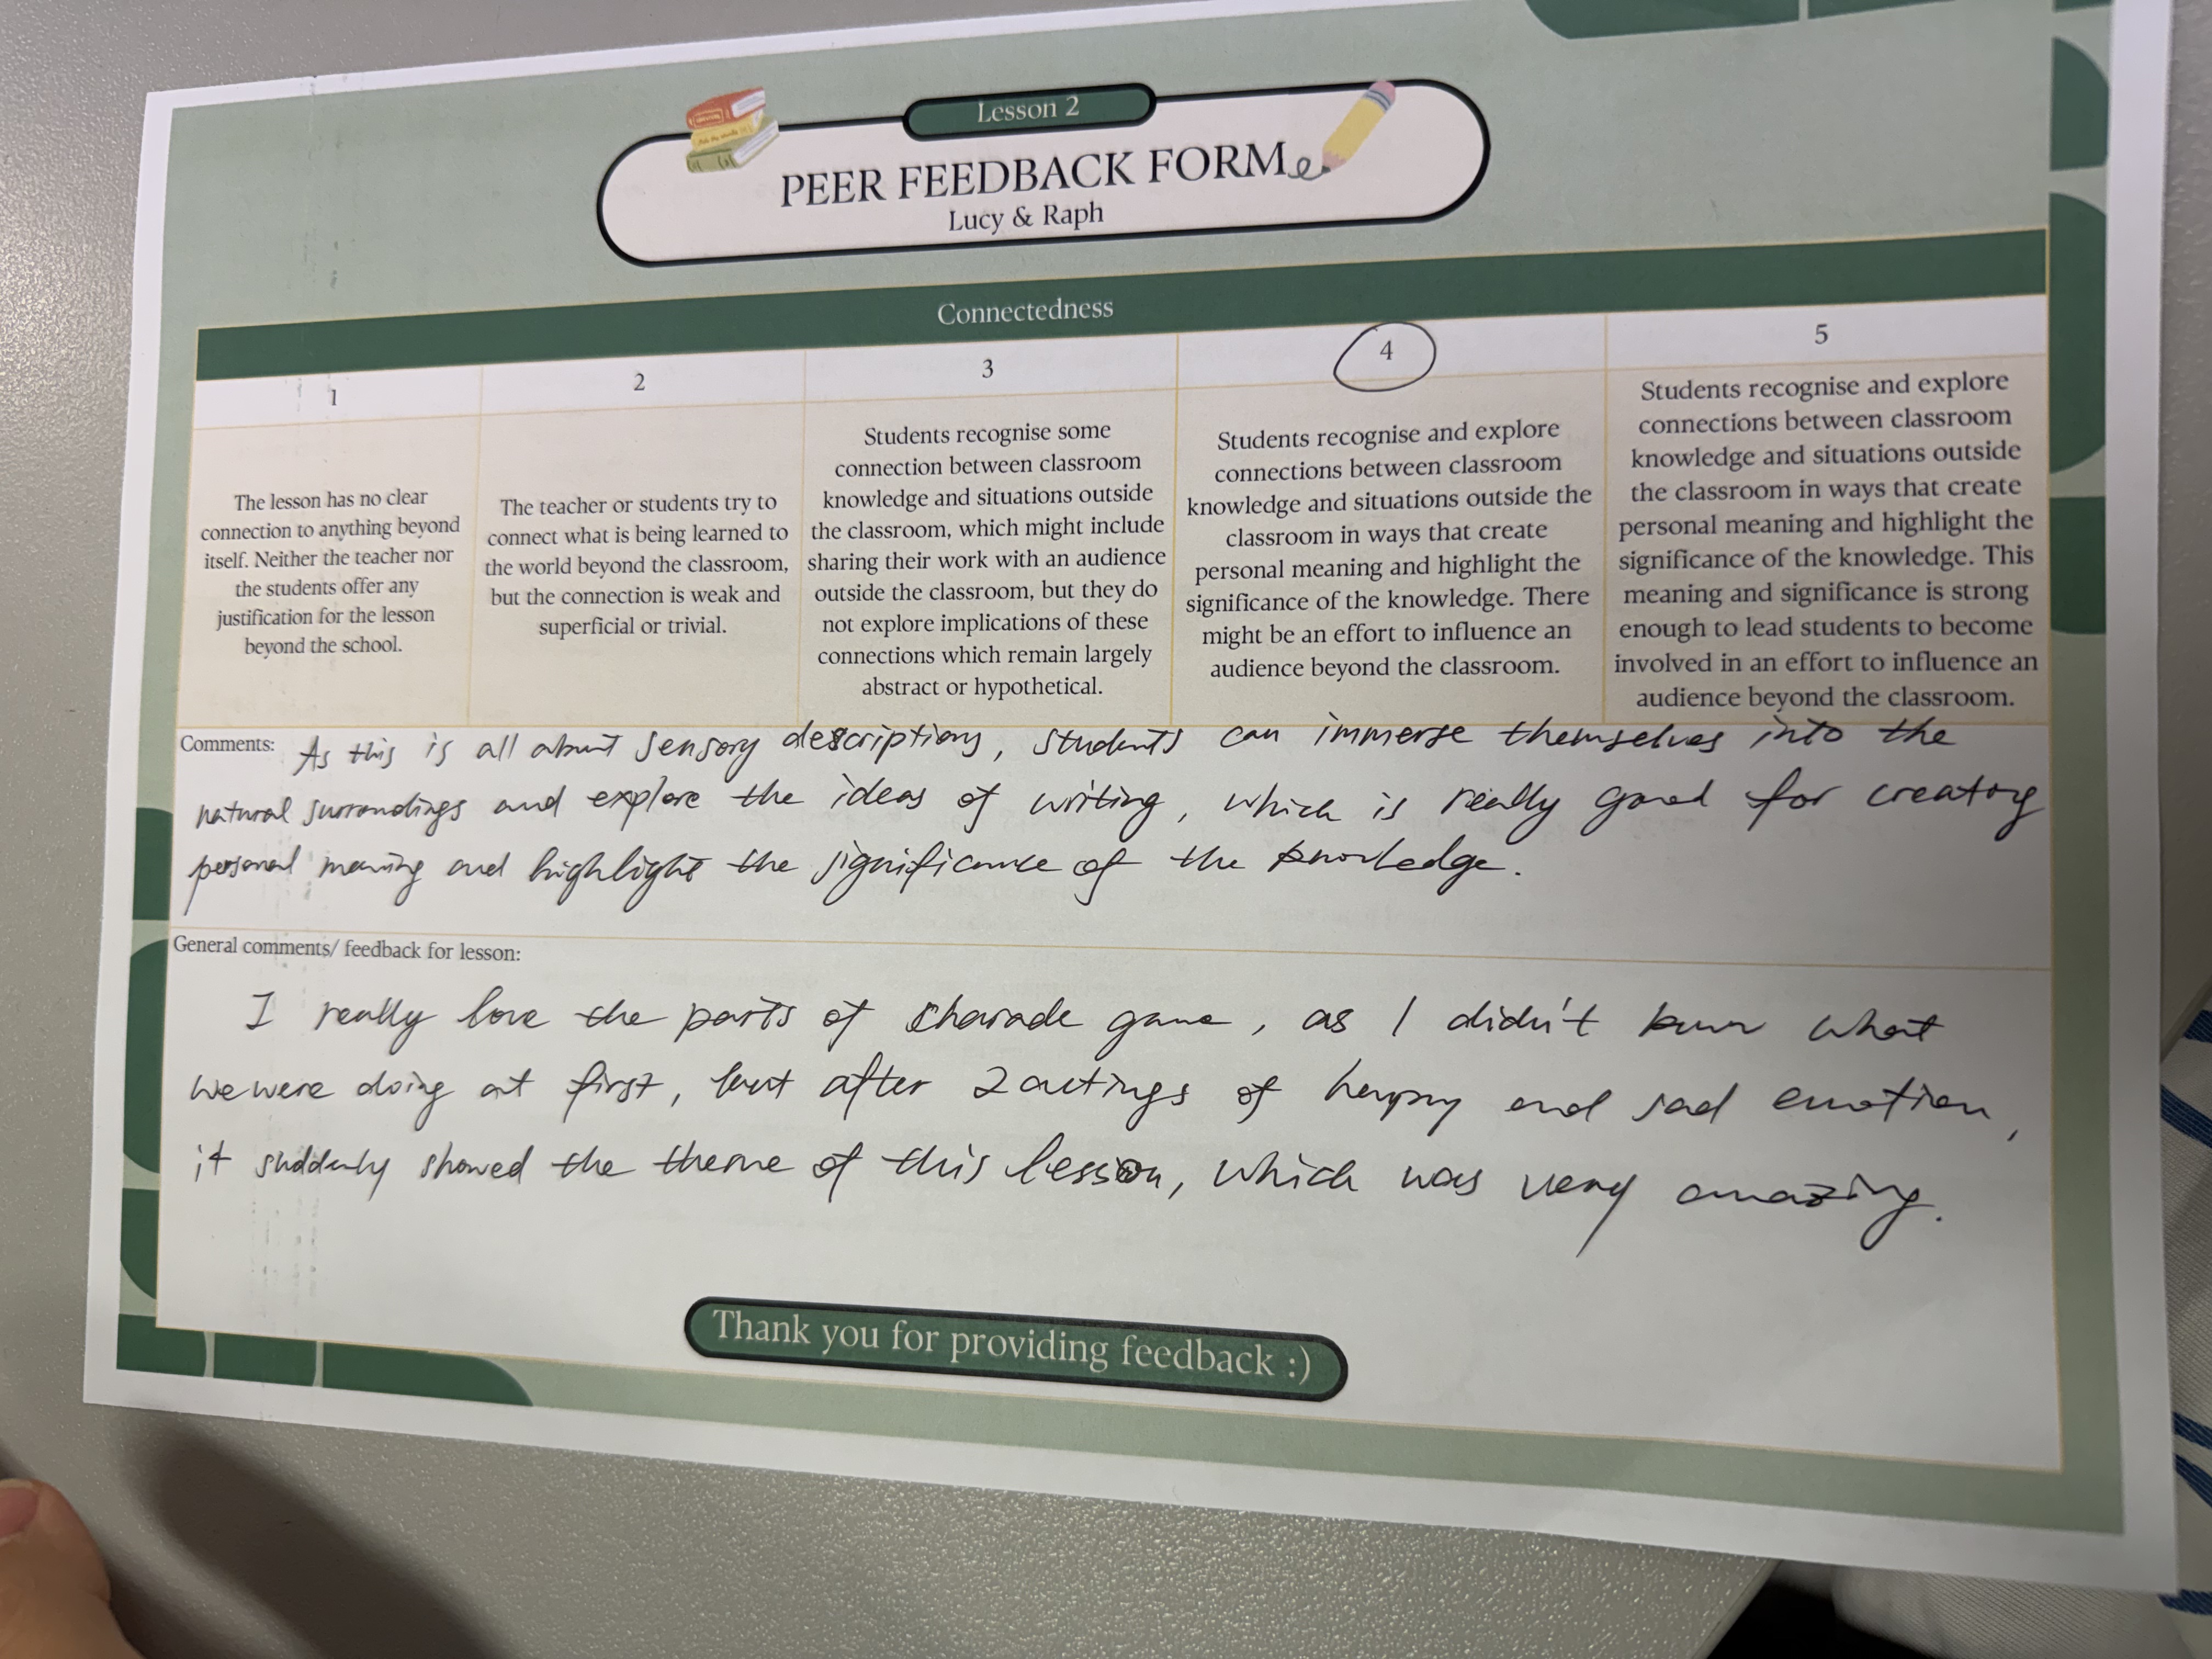 Lesson 2
PEER FEEDBACK FORM
Lucy & Raph
Connectedness
1
The lesson has no clear
connection to anything beyond
itself. Neither the teacher nor
the students offer any
justification for the lesson
beyond the school.
2
The teacher or students try to
connect what is being learned to
the world beyond the classroom,
but the connection is weak and
superficial or trivial.
3
Students recognise some
connection between classroom
knowledge and situations outside
the classroom, which might include
sharing their work with an audience
outside the classroom, but they do
not explore implications of these
connections which remain largely
abstract or hypothetical.
4
Students recognise and explore
connections between classroom
knowledge and situations outside the
classroom in ways that create
personal meaning and highlight the
significance of the knowledge. There
might be an effort to influence an
audience beyond the classroom.
5
Students recognise and explore
connections between classroom
knowledge and situations outside
the classroom in ways that create
personal meaning and highlight the
significance of the knowledge. This
meaning and significance is strong
enough to lead students to become
involved in an effort to influence an
audience beyond the classroom.
Comments: As this is all about sensory descriptions, students can immerse themselves into the
natural surrondings and explore the ideas of writing, which is really good for creating
personal meaning and highlight the significance of the knowledge.
General comments/ feedback for lesson:
I really love the parts of charade game, as I didn't know what
we were doing at first, but after 2 actings of happy and sad emotion,
it suddenly showed the theme of this lesson, which was very amazing.
Thank you for providing feedback :)